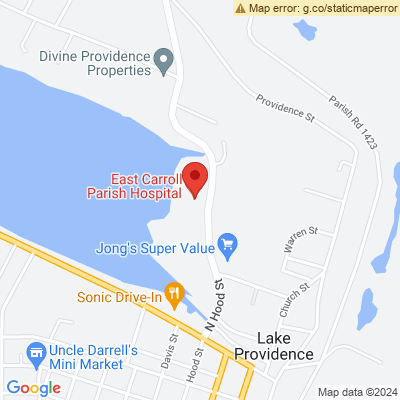 Map error: g.co/staticmaperror
Divine Providence
Properties
Providence St
Parish Rd 1423
East Carroll
Parish Hospital
Warren St
Jong's Super Value
Sonic Drive-In
N Hood St
Church St
Davis St
Hood St
Lake
Providence
Uncle Darrell's
Mini Market
Google
Map data ©2024